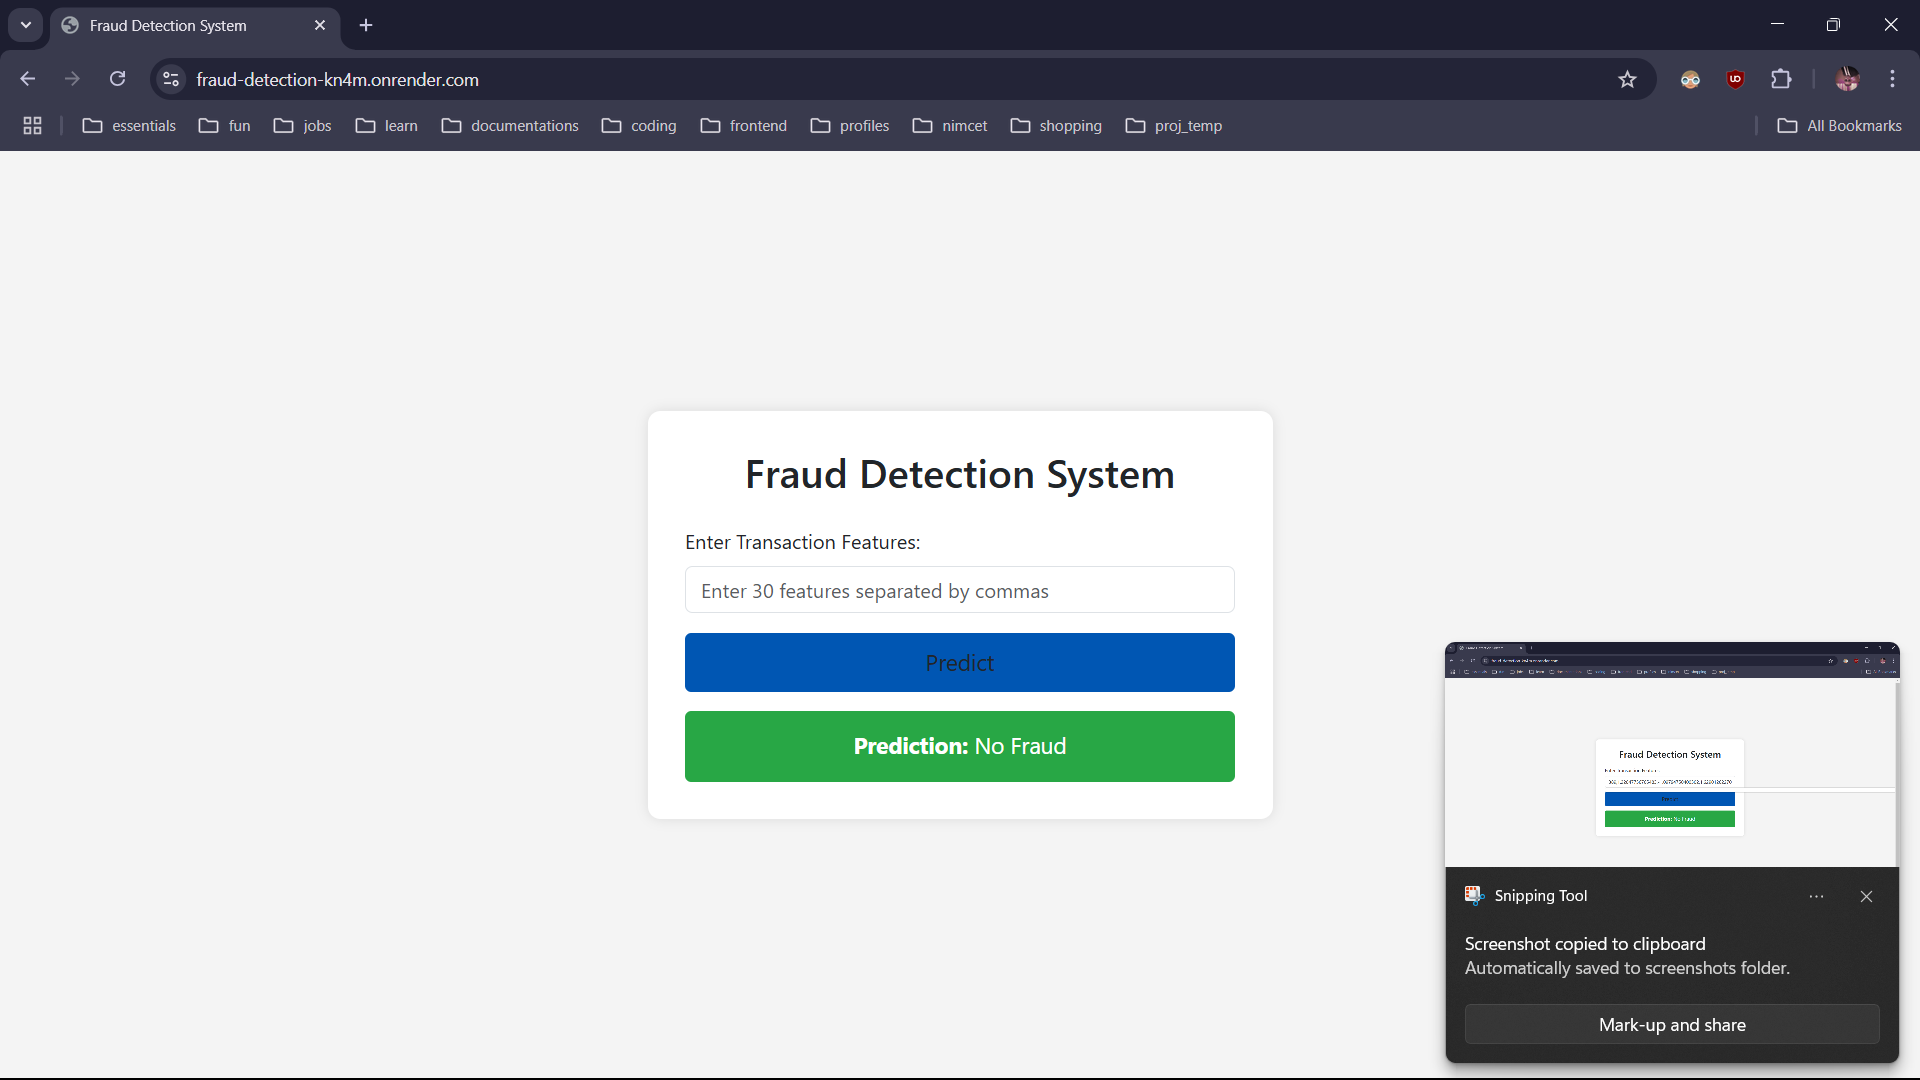 Fraud Detection System
fraud-detection-kn4m.onrender.com
essentials fun jobs learn documentations coding frontend profiles nimcet shopping proj_temp All Bookmarks
Fraud Detection System
Enter Transaction Features:
Enter 30 features separated by commas
Predict
Prediction: No Fraud
Fraud Detection System
Prediction: No Fraud
Snipping Tool
Screenshot copied to clipboard
Automatically saved to screenshots folder.
Mark-up and share